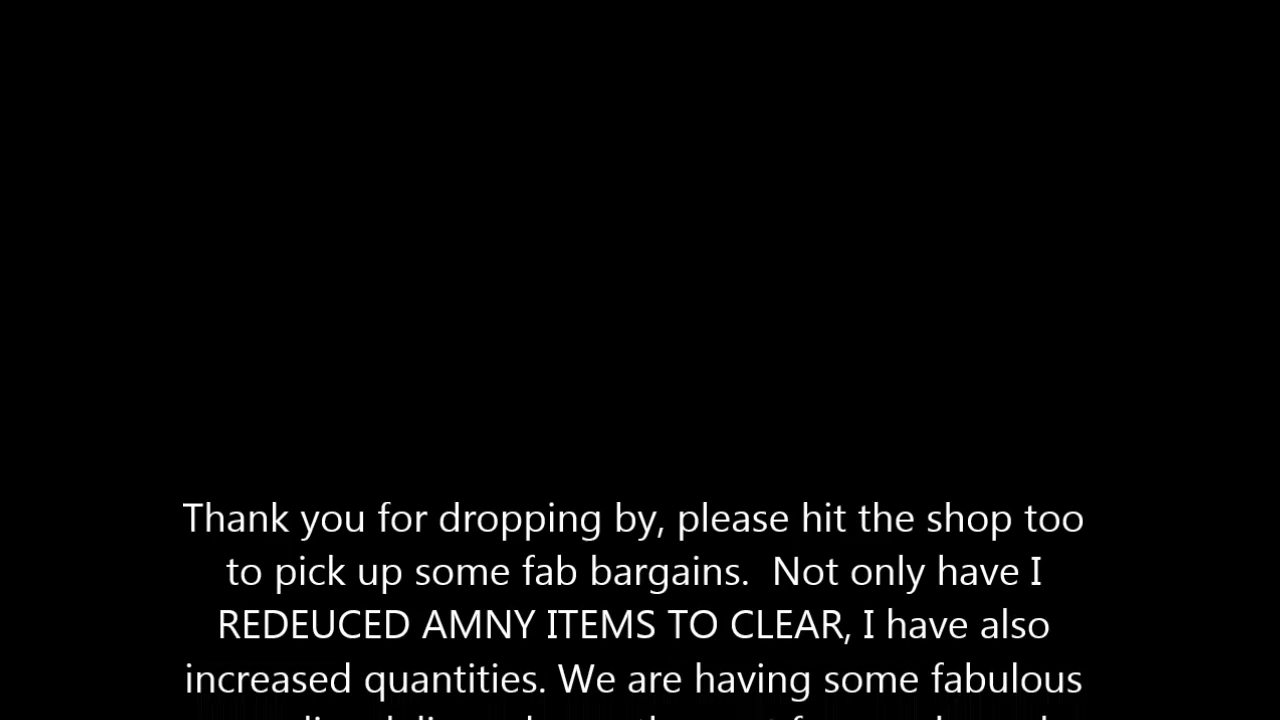 Thank you for dropping by, please hit the shop too
to pick up some fab bargains.  Not only have I
REDEUCED AMNY ITEMS TO CLEAR, I have also
increased quantities. We are having some fabulous